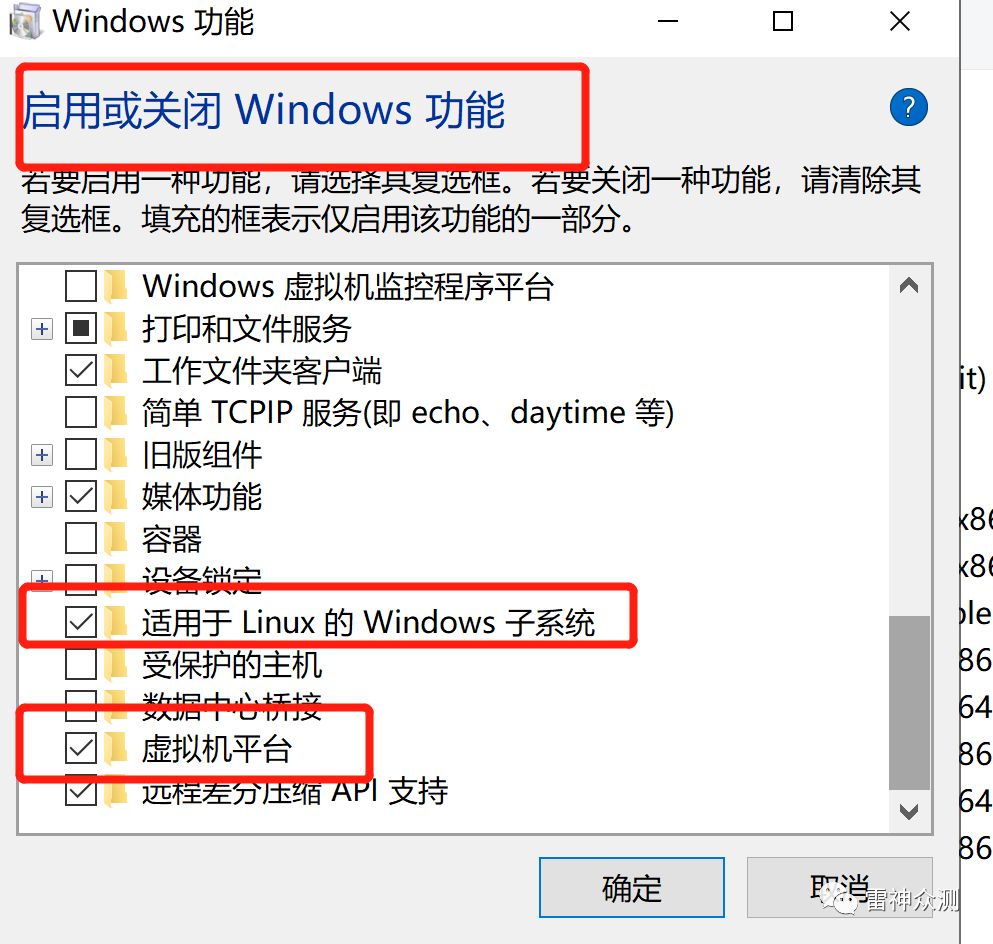 Windows 功能
启用或关闭 Windows 功能
若要启用一种功能，请选择其复选框。若要关闭一种功能，请清除其
复选框。填充的框表示仅启用该功能的一部分。
Windows 虚拟机监控程序平台
打印和文件服务
it)
工作文件夹客户端
简单 TCPIP 服务(即 echo、daytime 等)
旧版组件
媒体功能
x86
容器
x86
设备锁定
ple
适用于 Linux 的 Windows 子系统
86
受保护的主机
64
数据中心桥接
86
虚拟机平台
64
远程差分压缩 API 支持
86
确定
取消
雷神众测